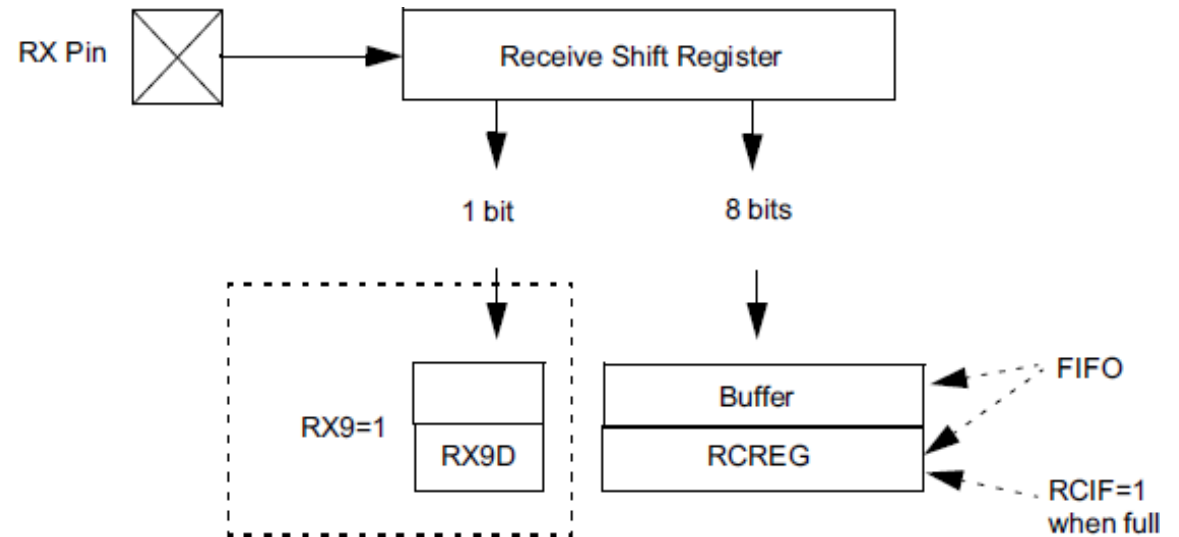 RX Pin
Receive Shift Register
1 bit
8 bits
FIFO
Buffer
RX9=1
RX9D
RCREG
RCIF=1
when full